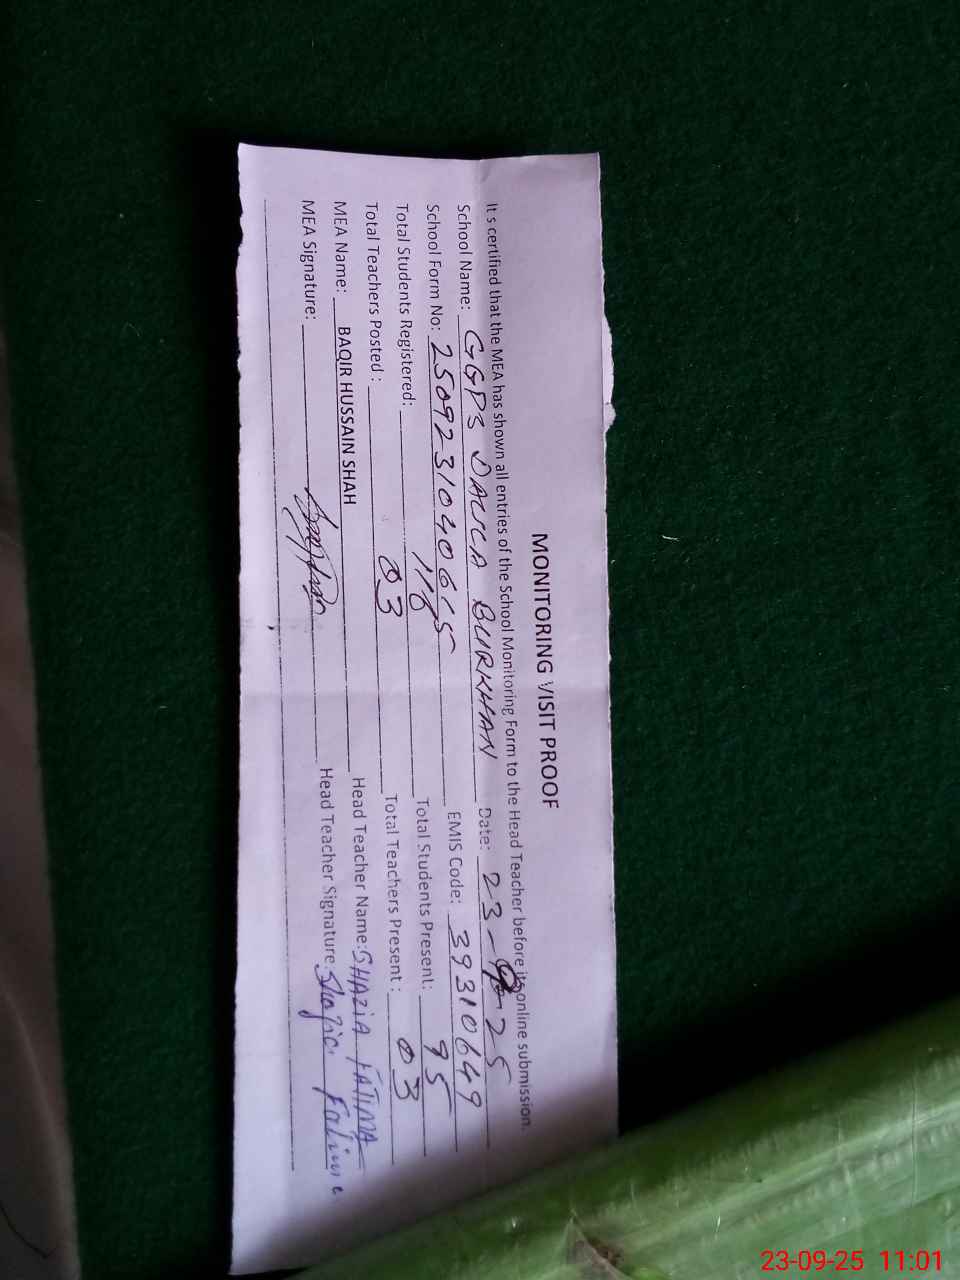 MONITORING VISIT PROOF
It s certified that the MEA has shown all entries of the School Monitoring Form to the Head Teacher before its online submission.
School Name: GGPS DAUCA BURKHAN Date: 23-9-25
School Form No: 2509231040615 EMIS Code: 39310649
Total Students Registered: 116 Total Students Present: 95
Total Teachers Posted : 03 Total Teachers Present : 03
MEA Name: BAQIR HUSSAIN SHAH Head Teacher Name: SHAZIA FATIMA
MEA Signature: Head Teacher Signature Shazia Fatima
23-09-25 11:01